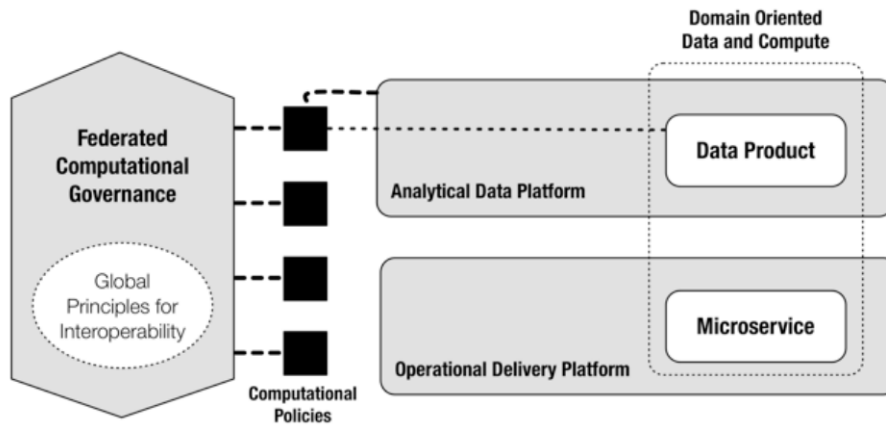 Domain Oriented
Data and Compute
Federated
Computational
Governance
Data Product
Analytical Data Platform
Global
Principles for
Interoperability
Microservice
Operational Delivery Platform
Computational
Policies